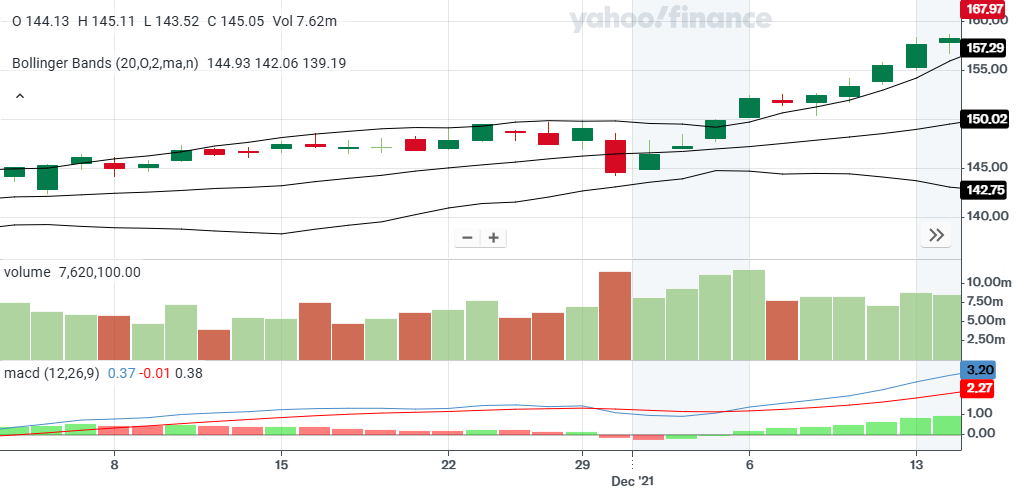 O 144.13 H 145.11 L 143.52 C 145.05 Vol 7.62m
yahoo!finance
167.97
160.00
Bollinger Bands (20,O,2,ma,n) 144.93 142.06 139.19
157.29
155.00
150.02
145.00
142.75
140.00
volume 7,620,100.00
10.00m
7.50m
5.00m
2.50m
macd (12,26,9) 0.37 -0.01 0.38
3.20
2.27
1.00
0.00
8 15 22 29 6 13
Dec '21